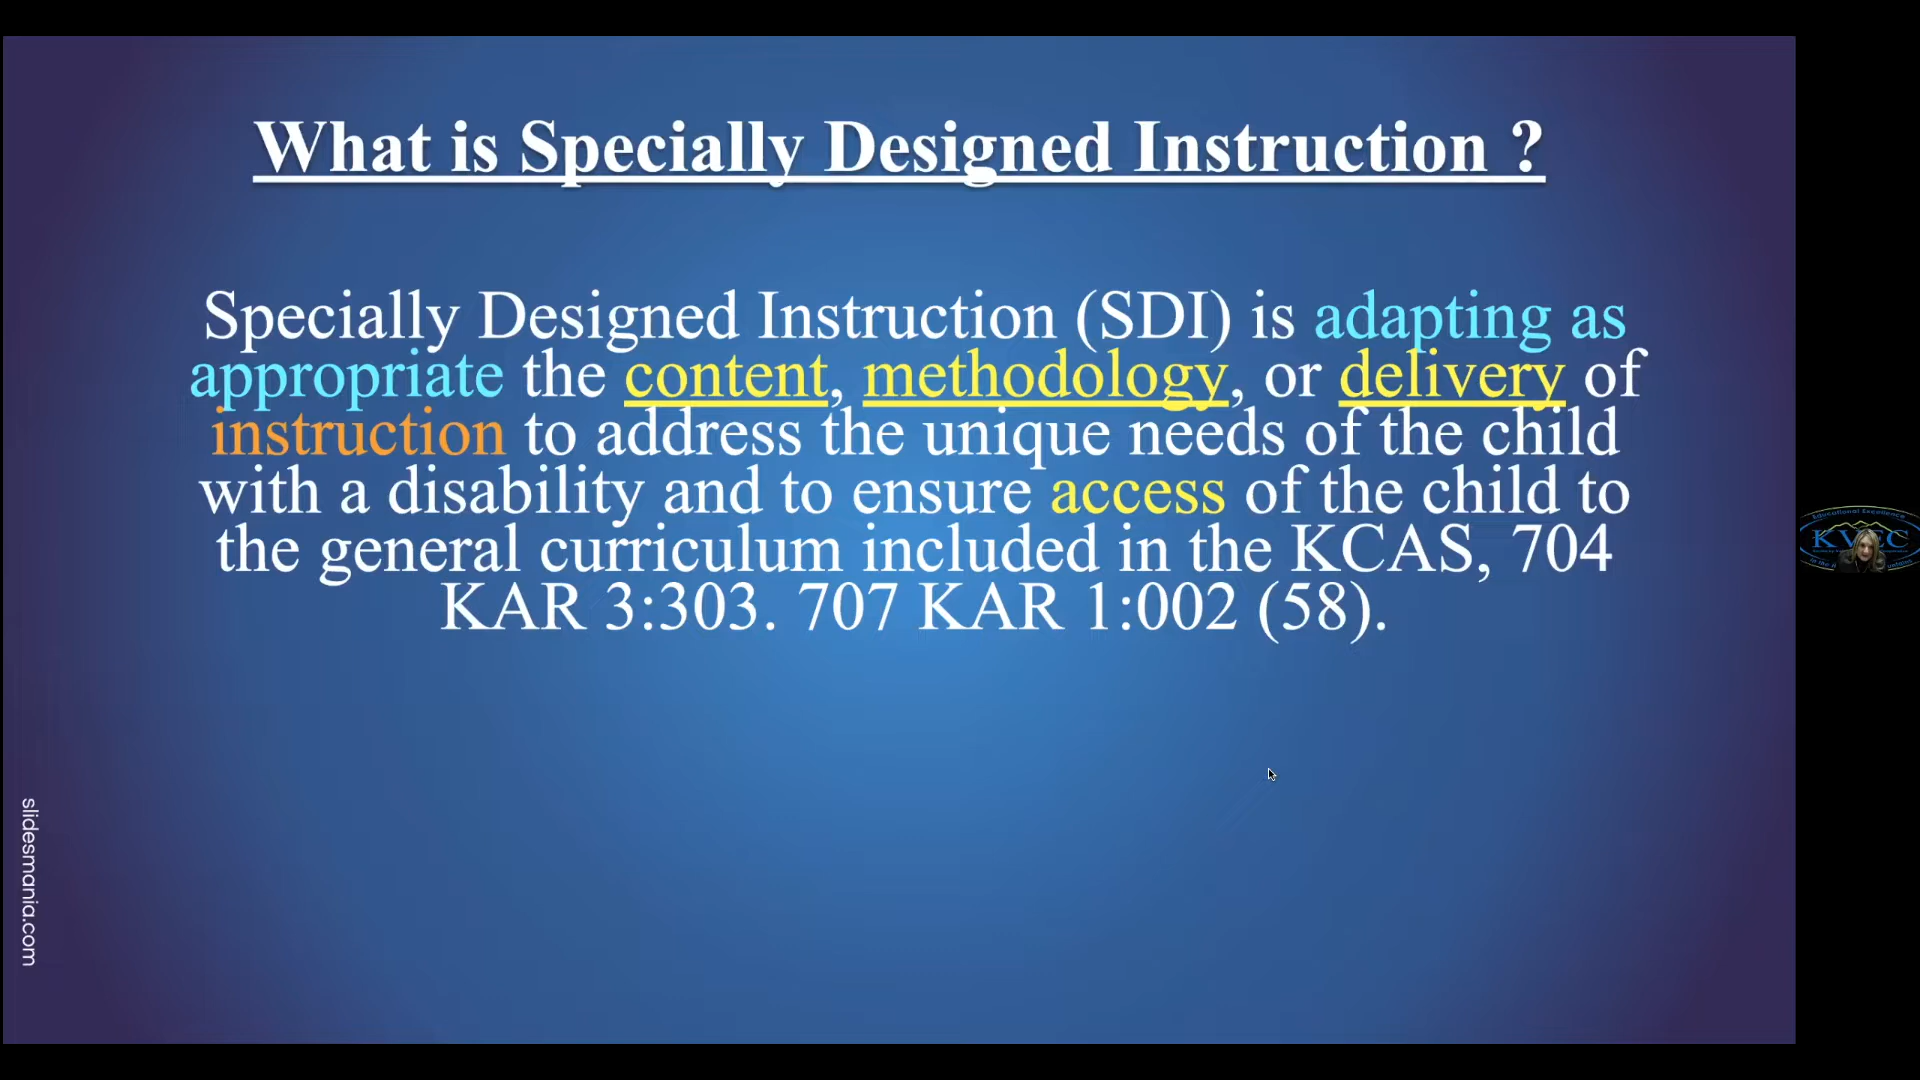 What is Specially Designed Instruction ?
Specially Designed Instruction (SDI) is adapting as
appropriate the content, methodology, or delivery of
instruction to address the unique needs of the child
with a disability and to ensure access of the child to
the general curriculum included in the KCAS, 704
KAR 3:303. 707 KAR 1:002 (58).
slidesmania.com
Educational Excellence